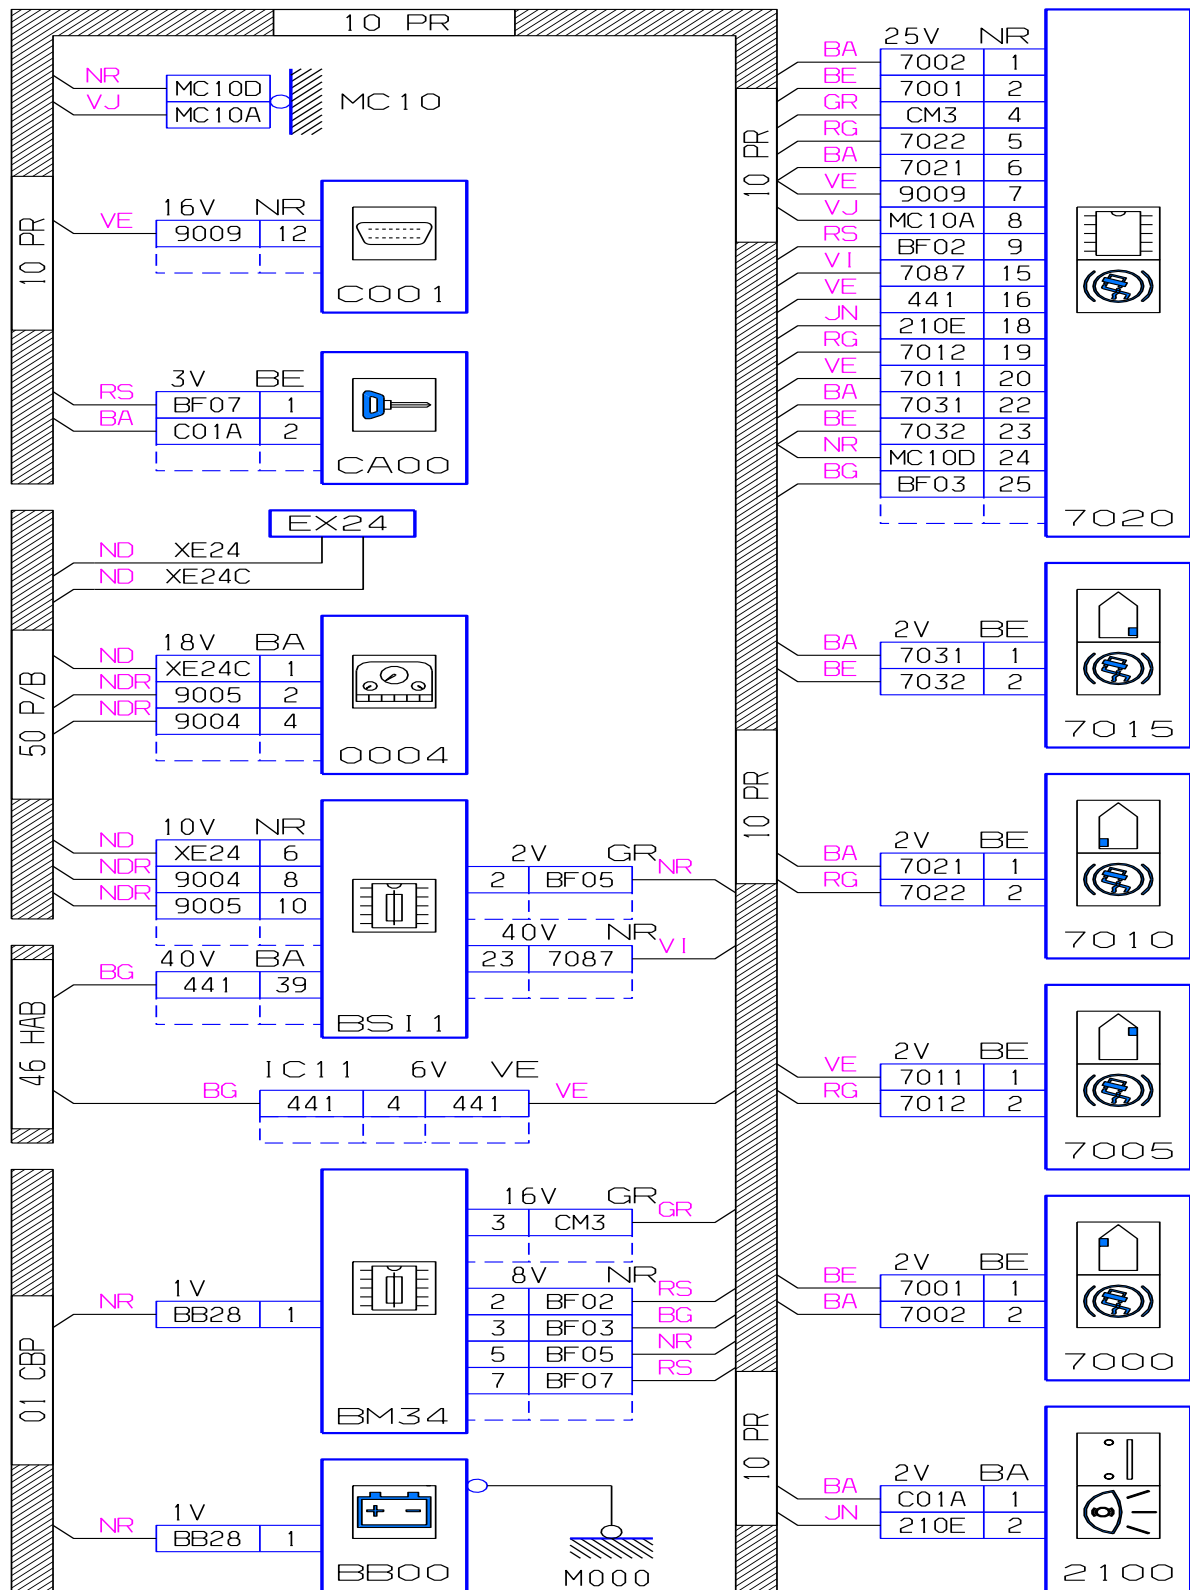 10 PR
NR MC10D
VJ MC10A
MC10
10 PR
16V NR
VE 9009 12
C001
3V BE
RS BF07 1
BA C01A 2
CA00
EX24
ND XE24
ND XE24C
50 P/B
18V BA
ND XE24C 1
NDR 9005 2
NDR 9004 4
0004
10V NR
ND XE24 6
NDR 9004 8
NDR 9005 10
2V GR
2 BF05 NR
40V NR
23 7087 VI
46 HAB
40V BA
BG 441 39
BSI1
IC11 6V VE
BG 441 4 441 VE
01 CBP
16V GR
3 CM3 GR
8V NR
2 BF02 RS
3 BF03 BG
5 BF05 NR
7 BF07 RS
1V
NR BB28 1
BM34
1V
NR BB28 1
BB00
M000
10 PR
25V NR
BA 7002 1
BE 7001 2
GR CM3 4
RG 7022 5
BA 7021 6
VE 9009 7
VJ MC10A 8
RS BF02 9
VI 7087 15
VE 441 16
JN 210E 18
RG 7012 19
VE 7011 20
BA 7031 22
BE 7032 23
NR MC10D 24
BG BF03 25
7020
10 PR
2V BE
BA 7031 1
BE 7032 2
7015
2V BE
BA 7021 1
RG 7022 2
7010
2V BE
VE 7011 1
RG 7012 2
7005
2V BE
BE 7001 1
BA 7002 2
7000
10 PR
2V BA
BA C01A 1
JN 210E 2
2100